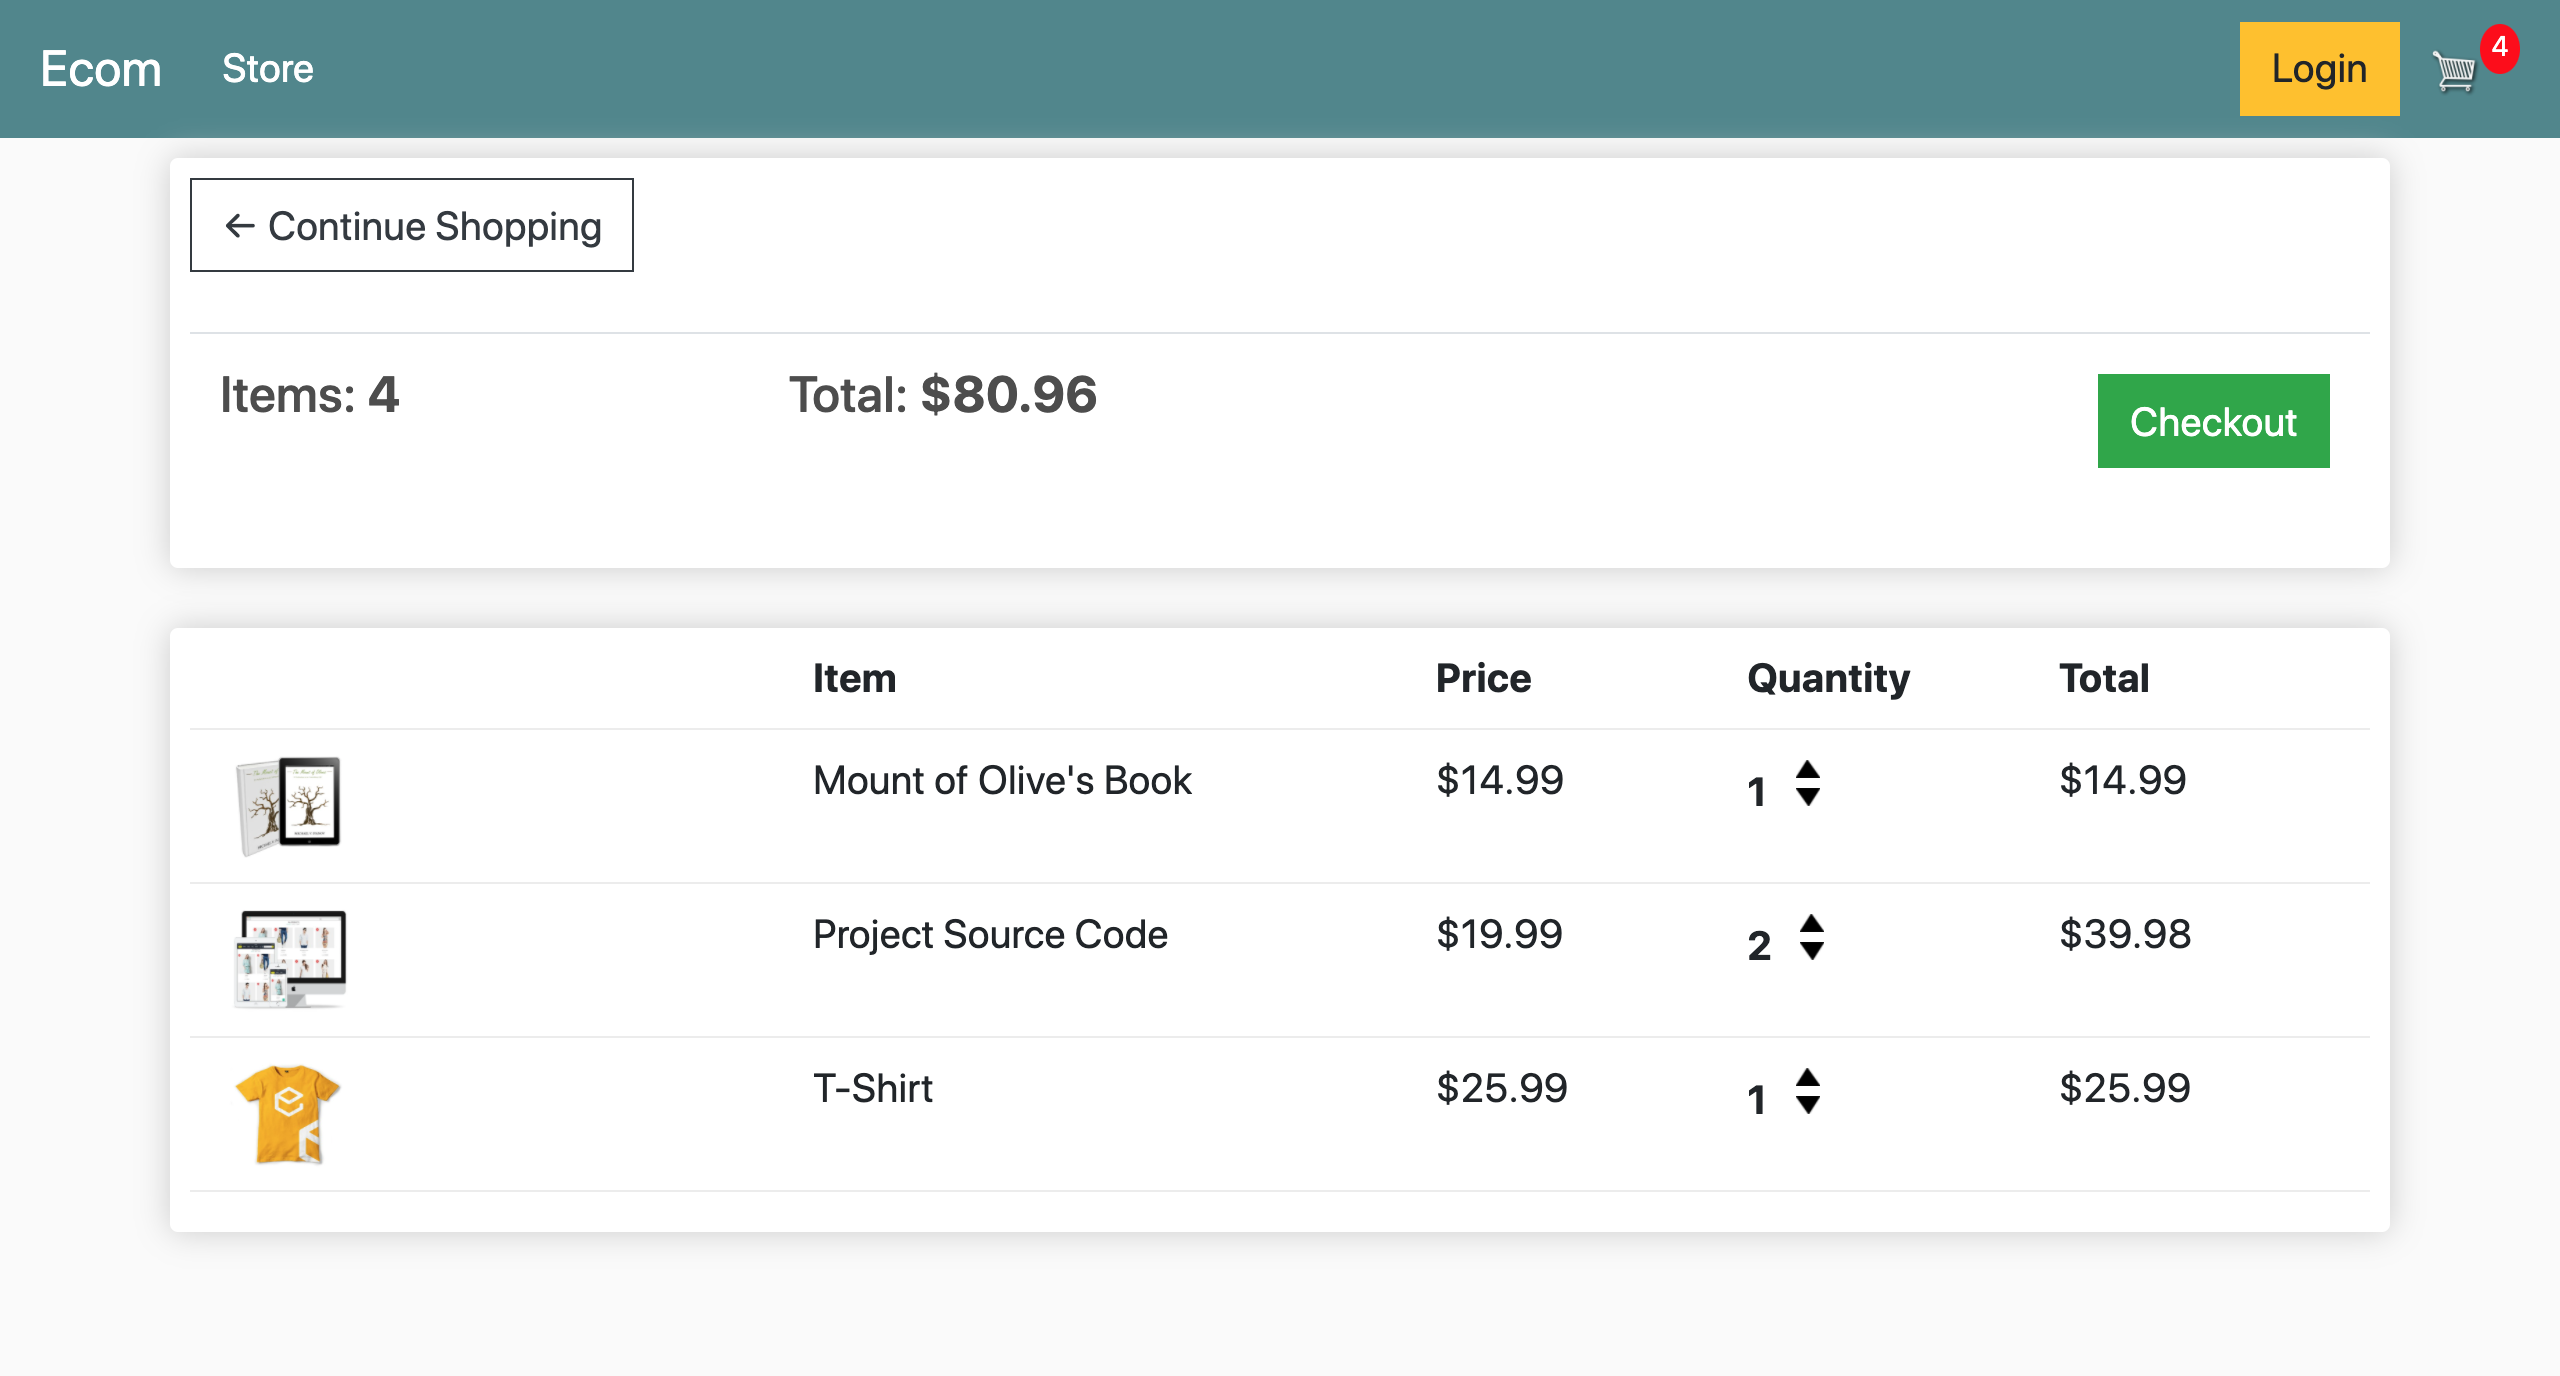 Ecom Store Login 4
← Continue Shopping
Items: 4 Total: $80.96 Checkout
Item Price Quantity Total
Mount of Olive's Book $14.99 1 $14.99
Project Source Code $19.99 2 $39.98
T-Shirt $25.99 1 $25.99